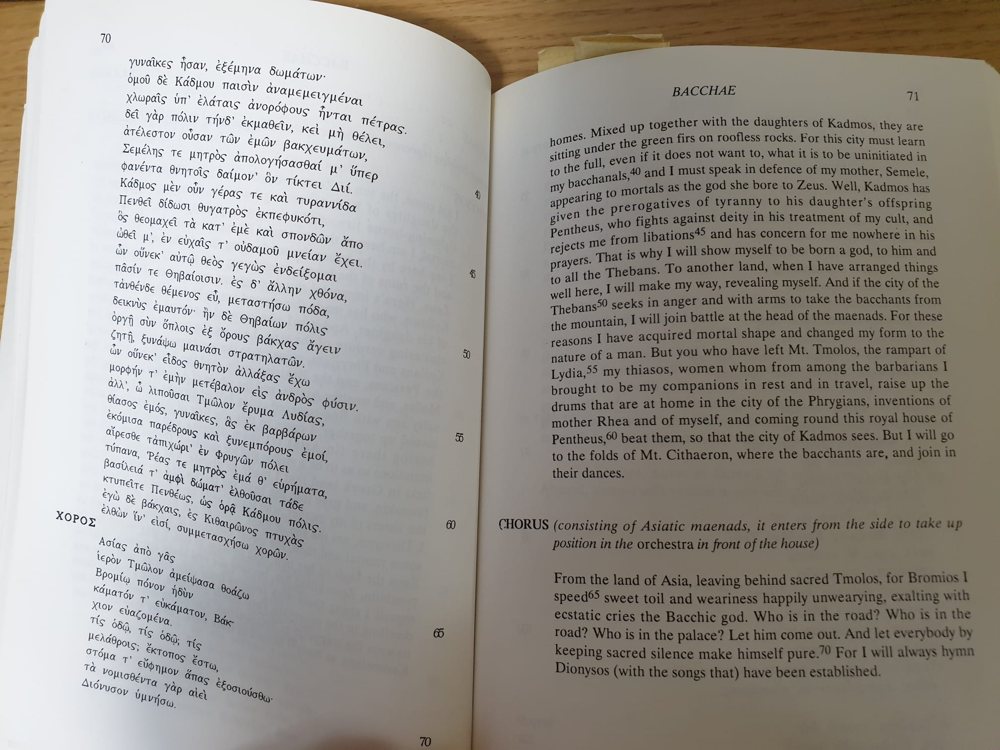 70
γυναῖκες ἦσαν, ἐξέμηνα δωμάτων·
ὁμοῦ δὲ Κάδμου παισὶν ἀναμεμειγμέναι
χλωραῖς ὑπ’ ἐλάταις ἀνορόφους ἧνται πέτρας.
δεῖ γὰρ πόλιν τήνδ’ ἐκμαθεῖν, κεἰ μὴ θέλει,
ἀτέλεστον οὖσαν τῶν ἐμῶν βακχευμάτων, 40
Σεμέλης τε μητρὸς ἀπολογήσασθαί μ’ ὕπερ
φανέντα θνητοῖς δαίμον’ ὃν τίκτει Διί.
Κάδμος μὲν οὖν γέρας τε καὶ τυραννίδα
Πενθεῖ δίδωσι θυγατρὸς ἐκπεφυκότι,
ὃς θεομαχεῖ τὰ κατ’ ἐμὲ καὶ σπονδῶν ἄπο 45
ὠθεῖ μ’, ἐν εὐχαῖς τ’ οὐδαμοῦ μνείαν ἔχει.
ὧν οὕνεκ’ αὐτῷ θεὸς γεγὼς ἐνδείξομαι
πᾶσίν τε Θηβαίοισιν. ἐς δ’ ἄλλην χθόνα,
τἀνθένδε θέμενος εὖ, μεταστήσω πόδα,
δεικνὺς ἐμαυτόν· ἢν δὲ Θηβαίων πόλις 50
ὀργῇ σὺν ὅπλοις ἐξ ὄρους βάκχας ἄγειν
ζητῇ, ξυνάψω μαινάσι στρατηλατῶν.
ὧν οὕνεκ’ εἶδος θνητὸν ἀλλάξας ἔχω
μορφήν τ’ ἐμὴν μετέβαλον εἰς ἀνδρὸς φύσιν.
ἀλλ’, ὦ λιποῦσαι Τμῶλον ἔρυμα Λυδίας, 55
θίασος ἐμός, γυναῖκες, ἃς ἐκ βαρβάρων
ἐκόμισα παρέδρους καὶ ξυνεμπόρους ἐμοί,
αἴρεσθε τἀπιχώρι’ ἐν Φρυγῶν πόλει
τύπανα, Ῥέας τε μητρὸς ἐμά θ’ εὑρήματα,
βασίλειά τ’ ἀμφὶ δώματ’ ἐλθοῦσαι τάδε 60
κτυπεῖτε Πενθέως, ὡς ὁρᾷ Κάδμου πόλις.
ἐγὼ δὲ βάκχαις, ἐς Κιθαιρῶνος πτυχὰς
ἐλθὼν ἵν’ εἰσί, συμμετασχήσω χορῶν.
ΧΟΡΟΣ
Ασίας ἀπὸ γᾶς
ἱερὸν Τμῶλον ἀμείψασα θοάζω 65
Βρομίῳ πόνον ἡδὺν
κάματόν τ’ εὐκάματον, Βάκ-
χιον εὐαζομένα.
τίς ὁδῷ, τίς ὁδῷ; τίς
μελάθροις; ἔκτοπος ἔστω,
στόμα τ’ εὔφημον ἅπας ἐξοσιούσθω· 70
τὰ νομισθέντα γὰρ αἰεὶ
Διόνυσον ὑμνήσω.
BACCHAE 71
homes. Mixed up together with the daughters of Kadmos, they are
sitting under the green firs on roofless rocks. For this city must learn
to the full, even if it does not want to, what it is to be uninitiated in
my bacchanals,40 and I must speak in defence of my mother, Semele,
appearing to mortals as the god she bore to Zeus. Well, Kadmos has
given the prerogatives of tyranny to his daughter’s offspring
Pentheus, who fights against deity in his treatment of my cult, and
rejects me from libations45 and has concern for me nowhere in his
prayers. That is why I will show myself to be born a god, to him and
to all the Thebans. To another land, when I have arranged things
well here, I will make my way, revealing myself. And if the city of the
Thebans50 seeks in anger and with arms to take the bacchants from
the mountain, I will join battle at the head of the maenads. For these
reasons I have acquired mortal shape and changed my form to the
nature of a man. But you who have left Mt. Tmolos, the rampart of
Lydia,55 my thiasos, women whom from among the barbarians I
brought to be my companions in rest and in travel, raise up the
drums that are at home in the city of the Phrygians, inventions of
mother Rhea and of myself, and coming round this royal house of
Pentheus,60 beat them, so that the city of Kadmos sees. But I will go
to the folds of Mt. Cithaeron, where the bacchants are, and join in
their dances.
CHORUS (consisting of Asiatic maenads, it enters from the side to take up
position in the orchestra in front of the house)
From the land of Asia, leaving behind sacred Tmolos, for Bromios I
speed65 sweet toil and weariness happily unwearying, exalting with
ecstatic cries the Bacchic god. Who is in the road? Who is in the
road? Who is in the palace? Let him come out. And let everybody by
keeping sacred silence make himself pure.70 For I will always hymn
Dionysos (with the songs that) have been established.